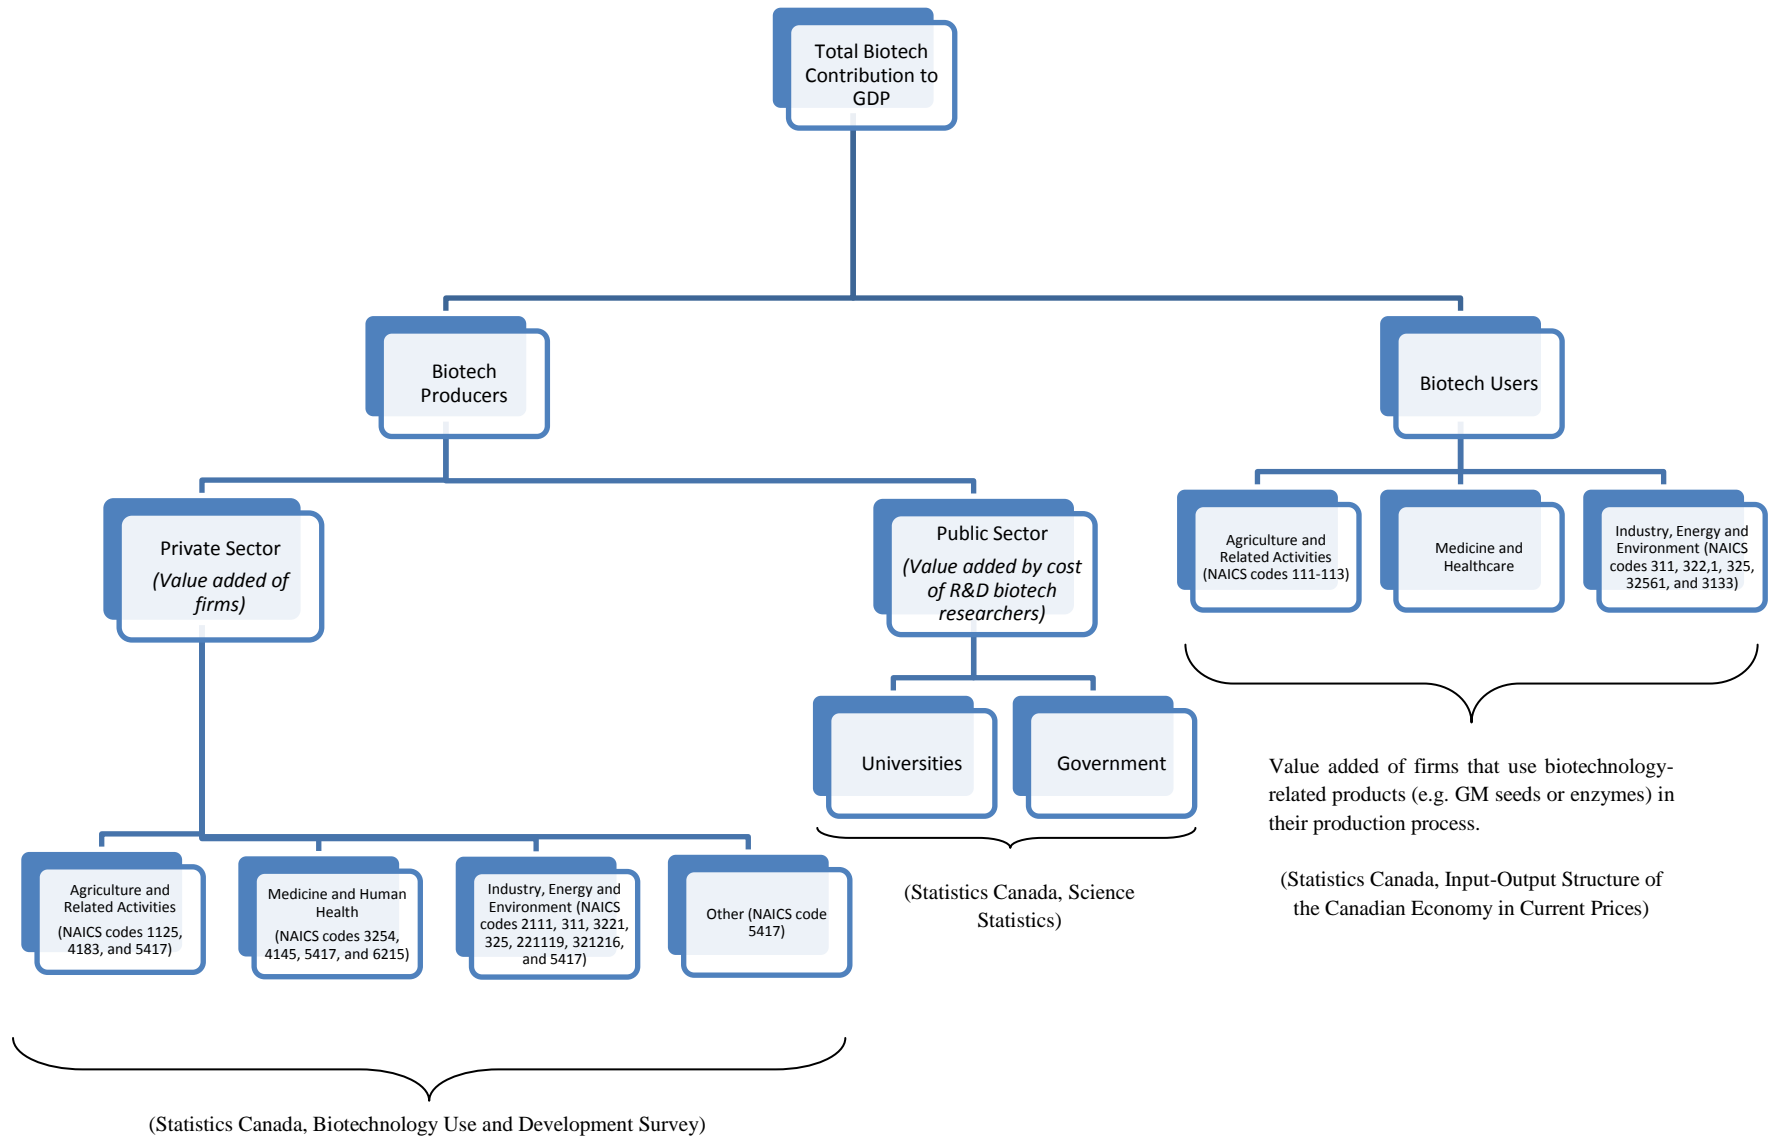 Total Biotech
Contribution to
GDP
Biotech
Producers
Biotech Users
Private Sector
(Value added of
firms)
Public Sector
(Value added by cost
of R&D biotech
researchers)
Agriculture and
Related Activities
(NAICS codes 111-113)
Medicine and
Healthcare
Industry, Energy and
Environment (NAICS
codes 311, 322,1, 325,
32561, and 3133)
Universities
Government
Value added of firms that use biotechnology-
related products (e.g. GM seeds or enzymes) in
their production process.
(Statistics Canada, Input-Output Structure of
the Canadian Economy in Current Prices)
Agriculture and
Related Activities
(NAICS codes 1125,
4183, and 5417)
Medicine and Human
Health
(NAICS codes 3254,
4145, 5417, and 6215)
Industry, Energy and
Environment (NAICS
codes 2111, 311, 3221,
325, 221119, 321216,
and 5417)
Other (NAICS code
5417)
(Statistics Canada, Science
Statistics)
(Statistics Canada, Biotechnology Use and Development Survey)